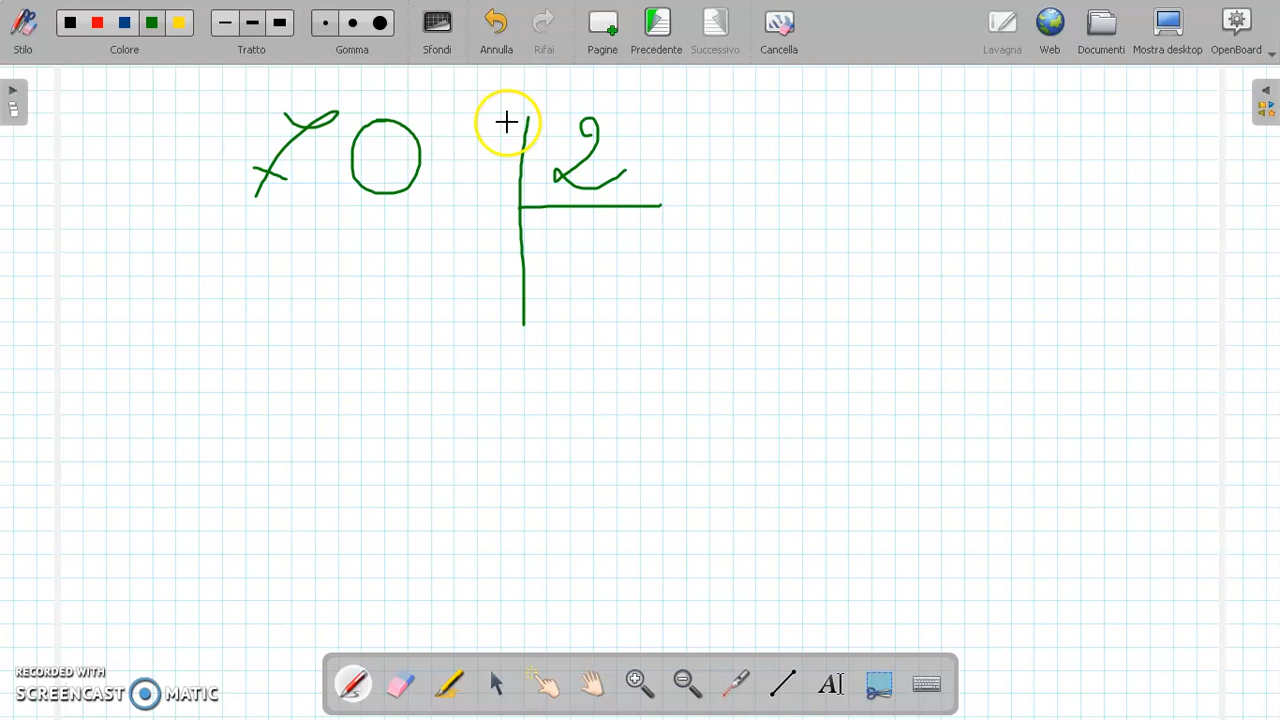 Stilo Colore Tratto Gomma Sfondi Annulla Rifai Pagine Precedente Successivo Cancella Lavagna Web Documenti Mostra desktop OpenBoard
70 2
RECORDED WITH
SCREENCAST MATIC